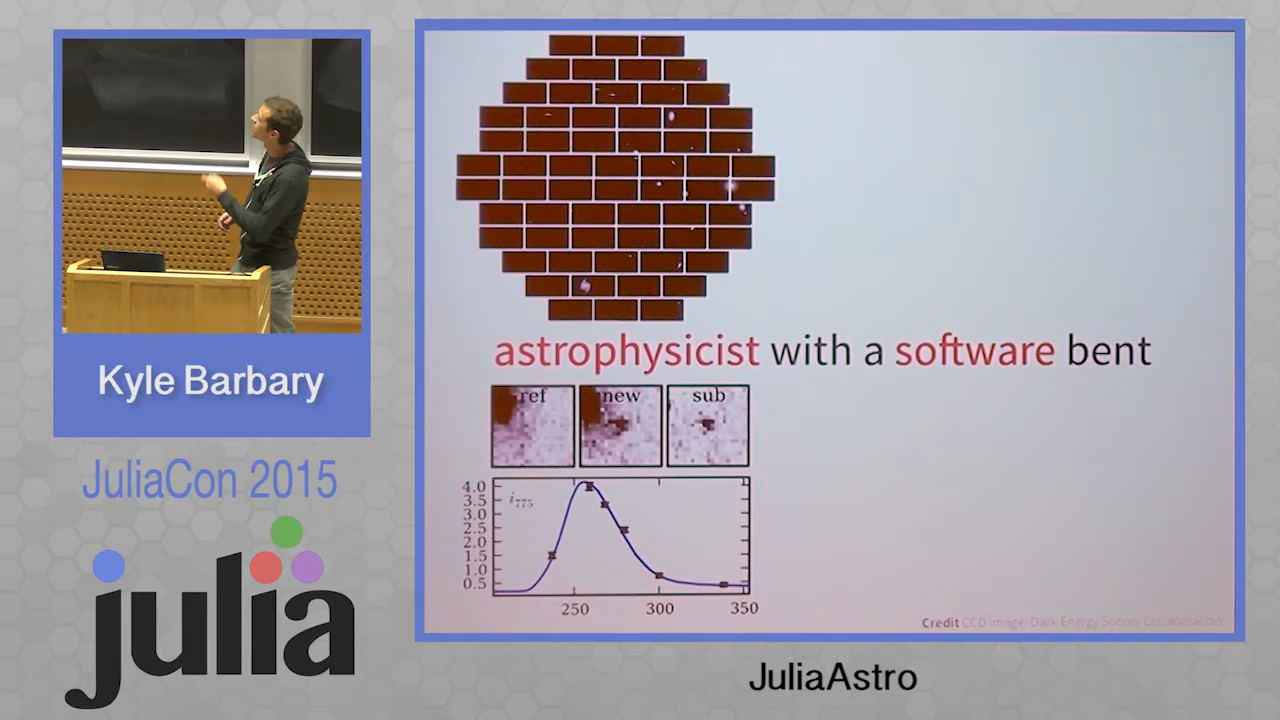 astrophysicist with a software bent
ref new sub
4.0
3.5
3.0
2.5
2.0
1.5
1.0
0.5
i775
250 300 350
Credit CCD image: Dark Energy Survey Collaboration
Kyle Barbary
JuliaCon 2015
julia
JuliaAstro